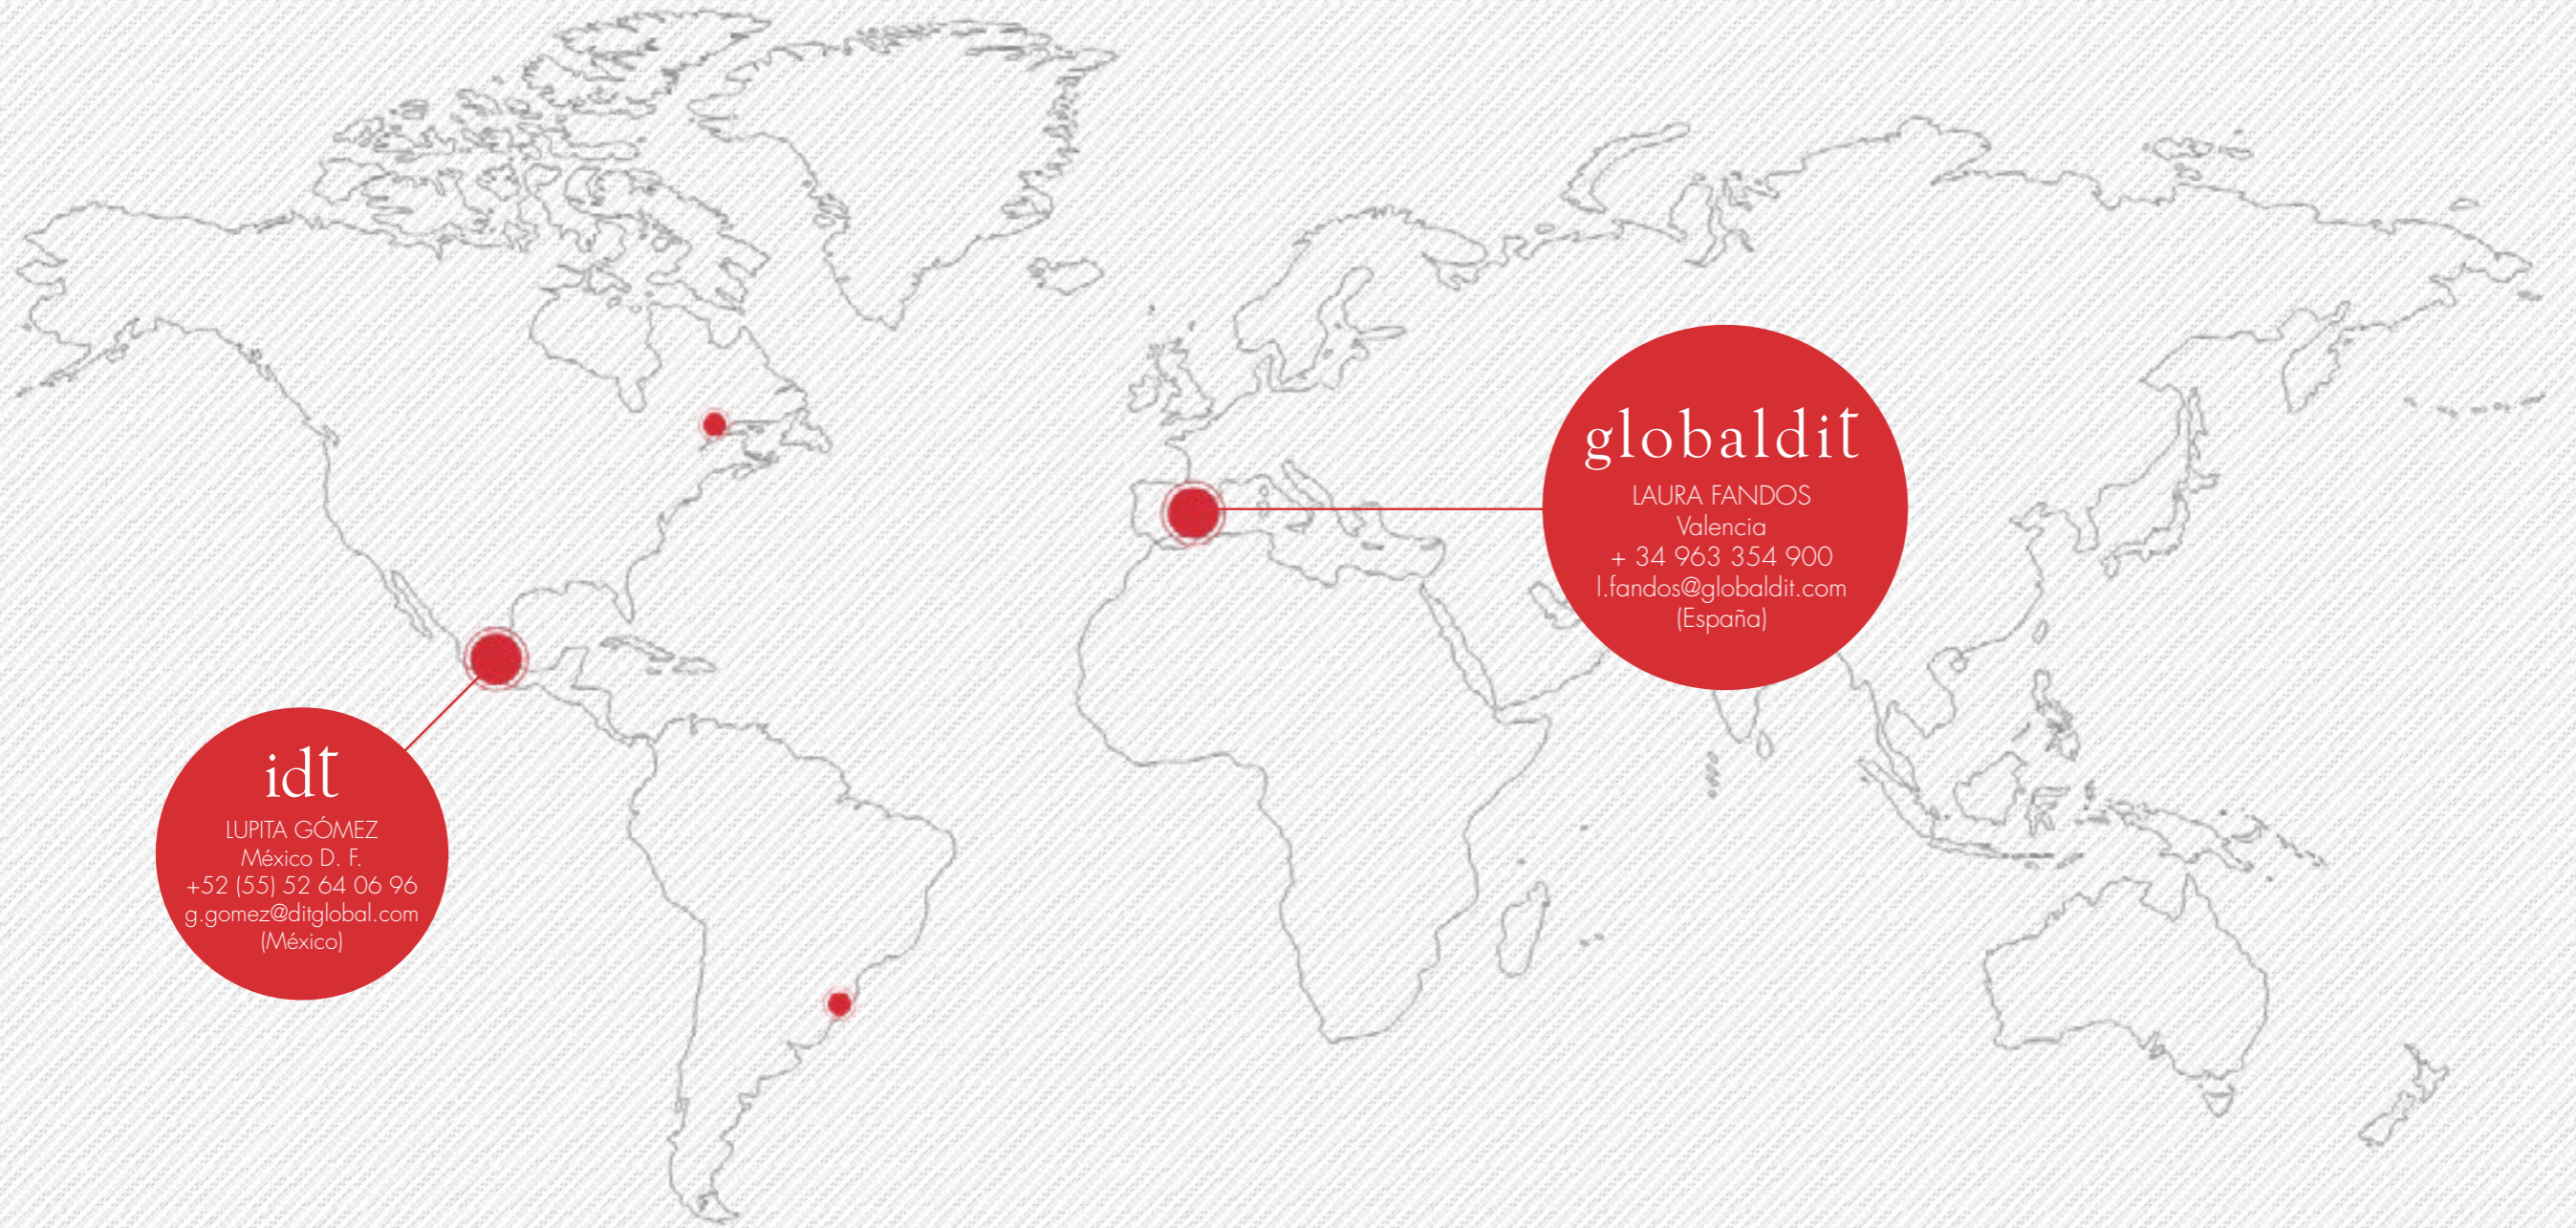 globaldit
LAURA FANDOS
Valencia
+ 34 963 354 900
l.fandos@globaldit.com
(España)
idt
LUPITA GÓMEZ
México D. F.
+52 (55) 52 64 06 96
g.gomez@ditglobal.com
(México)